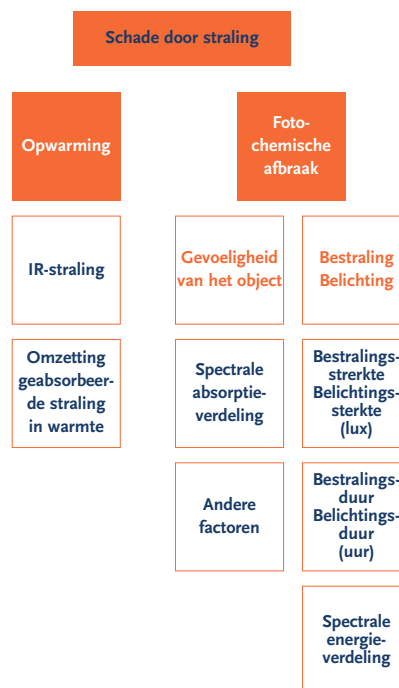 Schade door straling
Opwarming
Foto-
chemische
afbraak
IR-straling
Gevoeligheid
van het object
Bestraling
Belichting
Omzetting
geabsorbeer-
de straling
in warmte
Spectrale
absorptie-
verdeling
Bestralings-
strerkte
Belichtings-
sterkte
(lux)
Andere
factoren
Bestralings-
duur
Belichtings-
duur
(uur)
Spectrale
energie-
verdeling